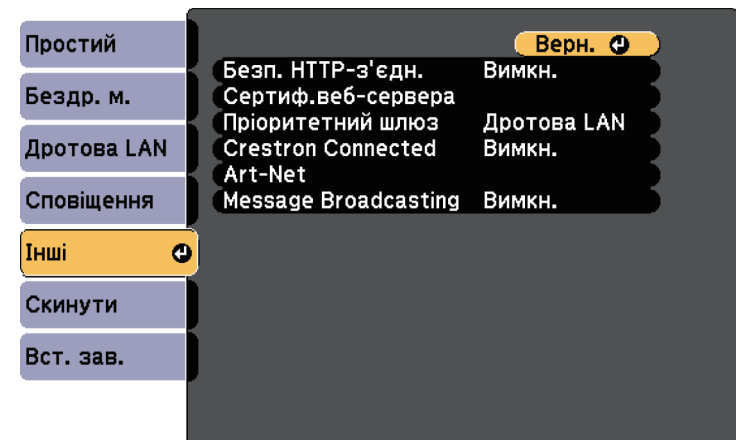 Простий
Бездр. м.
Дротова LAN
Сповіщення
Інші
Скинути
Вст. зав.
Верн.
Безп. HTTP-з'єдн. Вимкн.
Сертиф.веб-сервера
Пріоритетний шлюз Дротова LAN
Crestron Connected Вимкн.
Art-Net
Message Broadcasting Вимкн.